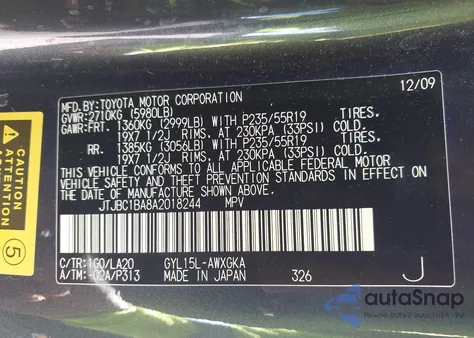 12/09
MFD.BY:TOYOTA MOTOR CORPORATION
GVWR:2710KG (5980LB)
GAWR:FRT. 1360KG (2999LB) WITH P235/55R19 TIRES.
19X7 1/2J RIMS. AT 230KPA (33PSI) COLD.
RR. 1385KG (3056LB) WITH P235/55R19 TIRES.
19X7 1/2J RIMS. AT 230KPA (33PSI) COLD.
THIS VEHICLE CONFORMS TO ALL APPLICABLE FEDERAL MOTOR
VEHICLE SAFETY AND THEFT PREVENTION STANDARDS IN EFFECT
ON THE DATE OF MANUFACTURE SHOWN ABOVE.
JTJBC1BA8A2018244 MPV
C/TR:1G0/LA20 GYL15L-AWXGKA
A/TM:-02A/P313 MADE IN JAPAN 326 J
CAUTION
ATTENTION
5
autaSnap